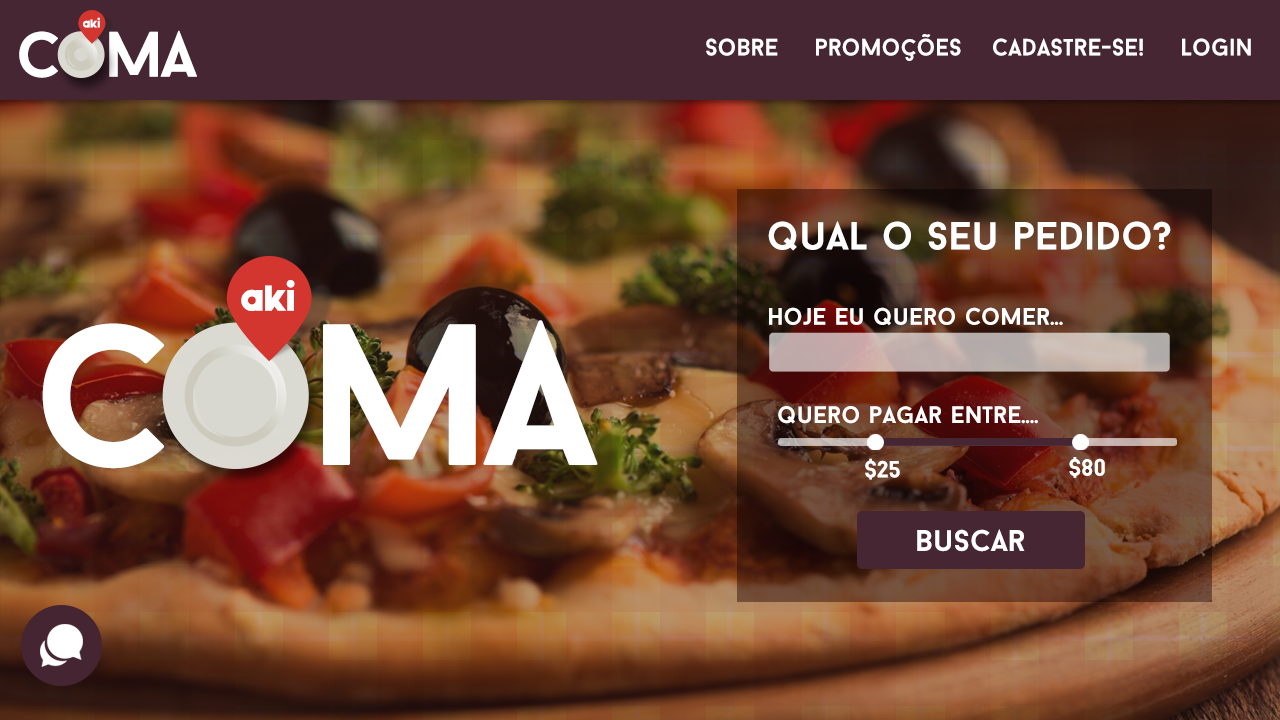 aki
COMA
SOBRE PROMOÇÕES CADASTRE-SE! LOGIN
aki
COMA
QUAL O SEU PEDIDO?
HOJE EU QUERO COMER...
QUERO PAGAR ENTRE....
$25 $80
BUSCAR